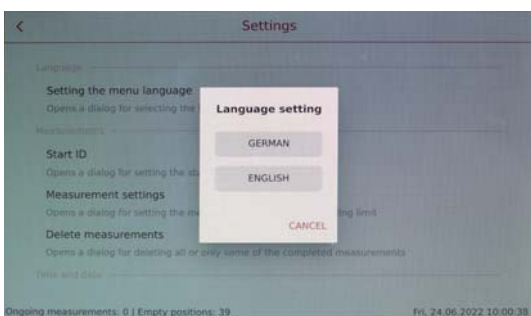 Settings
Language
Setting the menu language
Opens a dialog for selecting the
Measurements
Start ID
Opens a dialog for setting the sta
Measurement settings
Opens a dialog for setting the me ing limit
Delete measurements
Opens a dialog for deleting all or only some of the completed measurements
Time and date
Language setting
GERMAN
ENGLISH
CANCEL
Ongoing measurements: 0 | Empty positions: 39
Fri, 24.06.2022 10:00:38